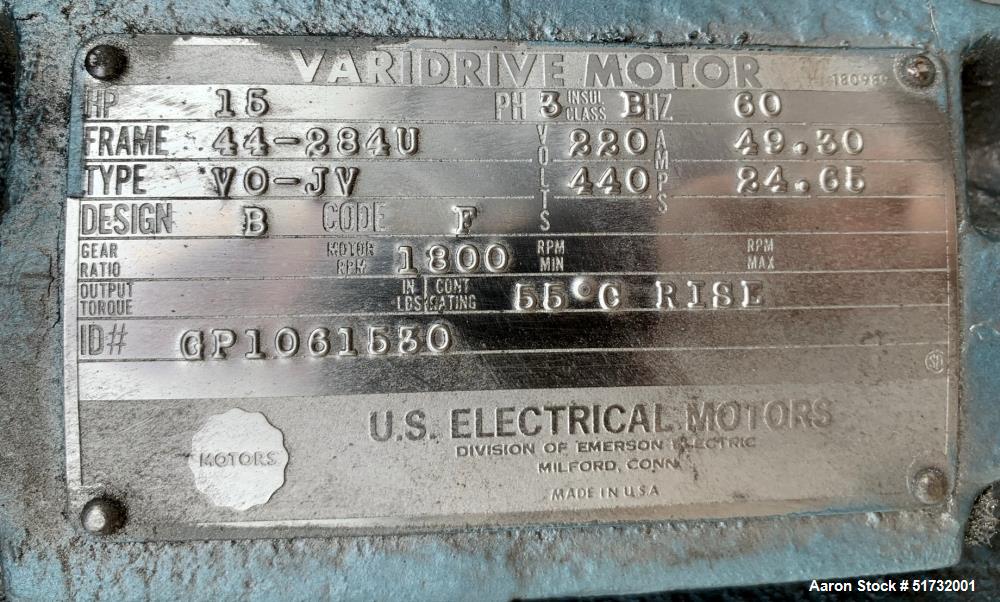 VARIDRIVE MOTOR 180989
HP 15 PH 3 INSUL CLASS B HZ 60
FRAME 44-284U VOLTS 220 AMPS 49.30
TYPE VO-JV 440 24.65
DESIGN B CODE F
GEAR RATIO MOTOR RPM 1800 RPM MIN RPM MAX
OUTPUT TORQUE IN LBS CONT RATING 55°C RISE
ID# GP1061530
MOTORS
U.S. ELECTRICAL MOTORS
DIVISION OF EMERSON ELECTRIC
MILFORD, CONN.
MADE IN U S A
Aaron Stock # 51732001